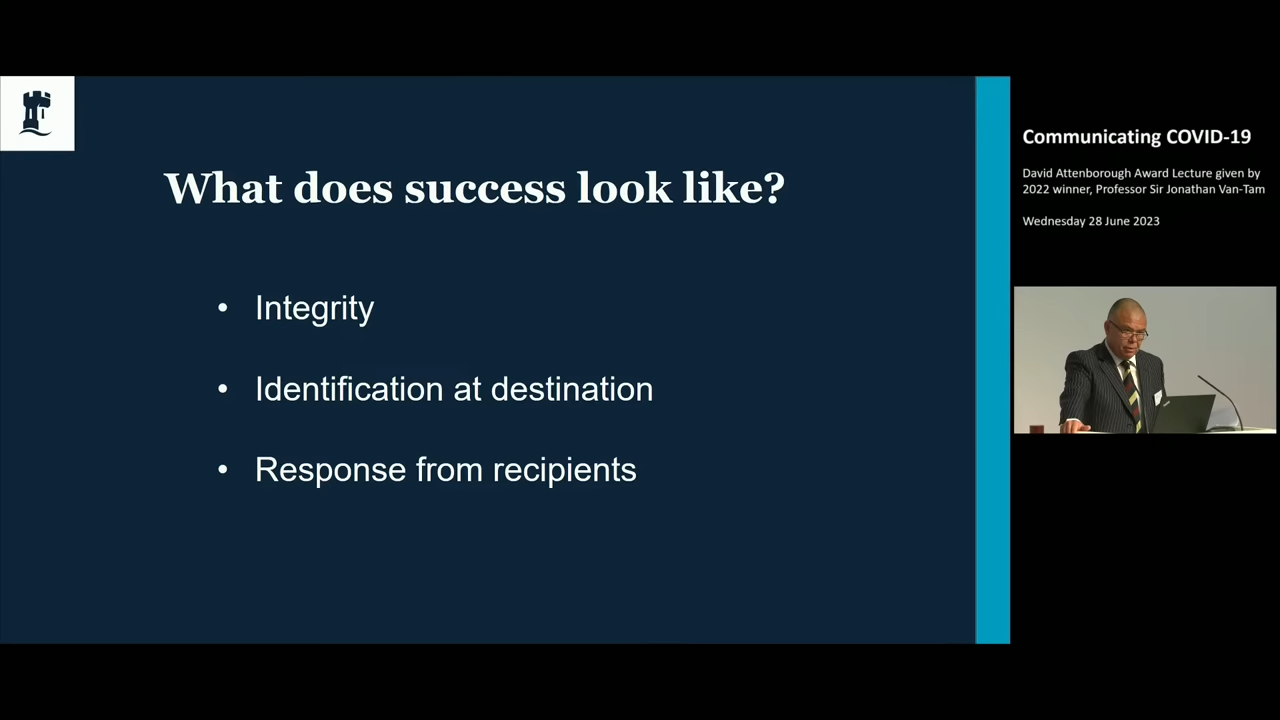 What does success look like?
• Integrity
• Identification at destination
• Response from recipients
Communicating COVID-19
David Attenborough Award Lecture given by
2022 winner, Professor Sir Jonathan Van-Tam
Wednesday 28 June 2023